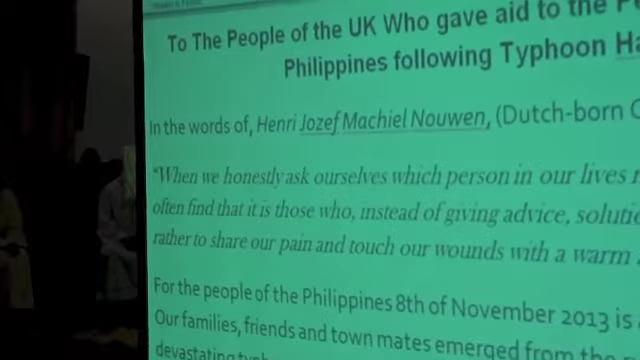 To The People of the UK Who gave aid to the
Philippines following Typhoon
In the words of, Henri Jozef Machiel Nouwen, (Dutch-born
"When we honestly ask ourselves which person in our lives
often find that it is those who, instead of giving advice,
rather to share our pain and touch our wounds with a warm
For the people of the Philippines 8th of November 2013 is
Our families, friends and town mates emerged from the
devastating